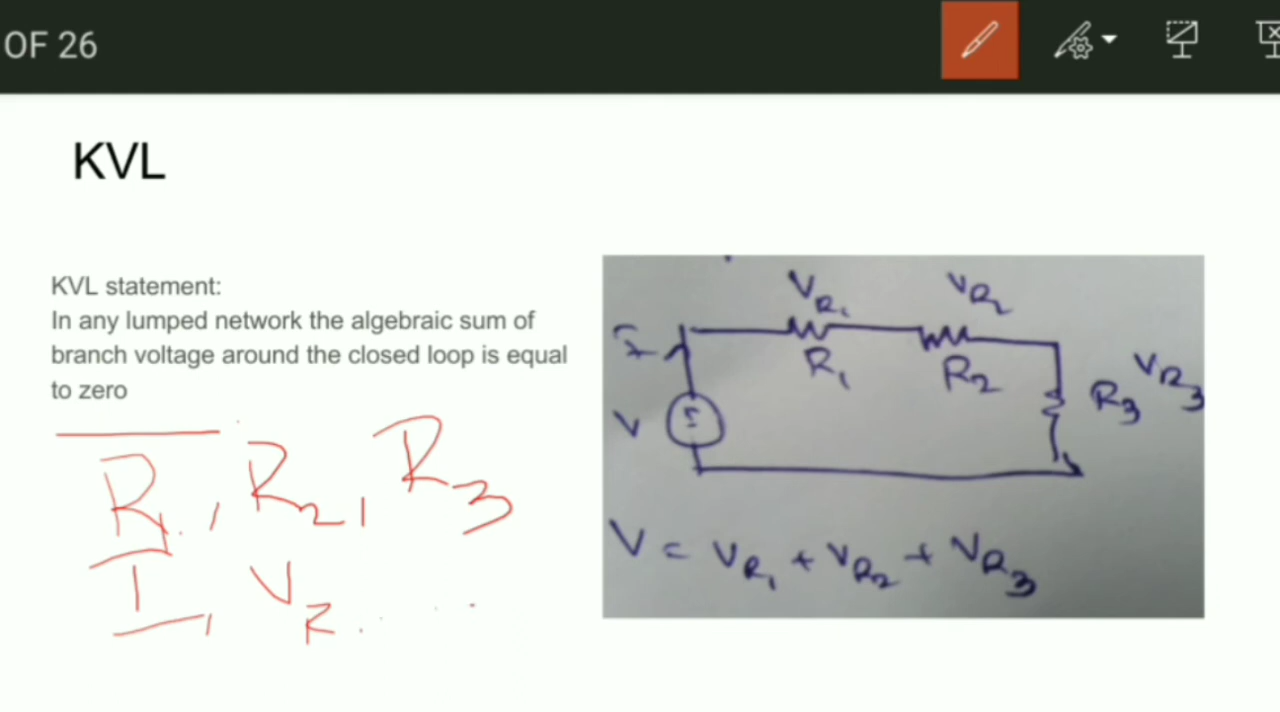 OF 26
KVL
KVL statement:
In any lumped network the algebraic sum of
branch voltage around the closed loop is equal
to zero
R1, R2, R3
I, VR . . . .
VR1 VR2
I
R1 R2 R3 VR3
V
V = VR1 + VR2 + VR3